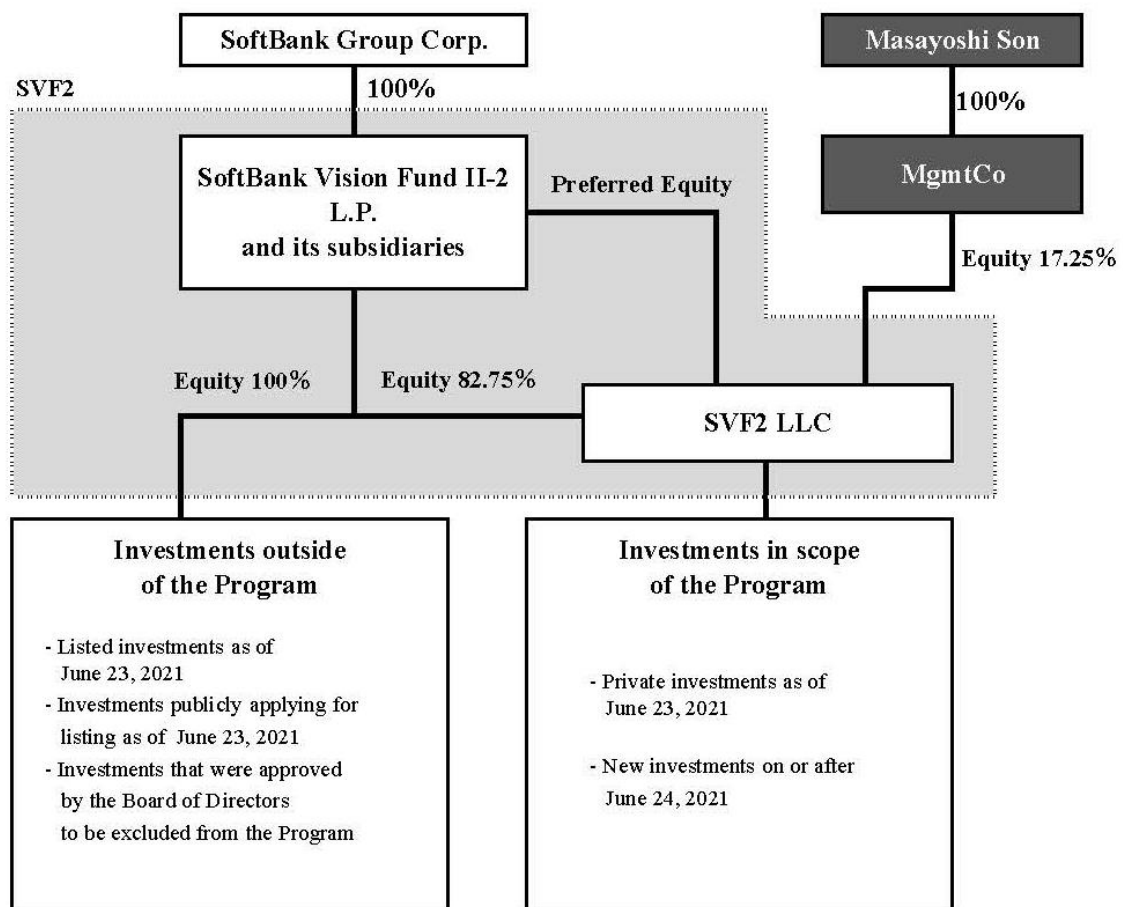 SoftBank Group Corp.
Masayoshi Son
SVF2
100%
100%
SoftBank Vision Fund II-2
L.P.
and its subsidiaries
Preferred Equity
MgmtCo
Equity 17.25%
Equity 100%
Equity 82.75%
SVF2 LLC
Investments outside
of the Program
- Listed investments as of
June 23, 2021
- Investments publicly applying for
listing as of June 23, 2021
- Investments that were approved
by the Board of Directors
to be excluded from the Program
Investments in scope
of the Program
- Private investments as of
June 23, 2021
- New investments on or after
June 24, 2021